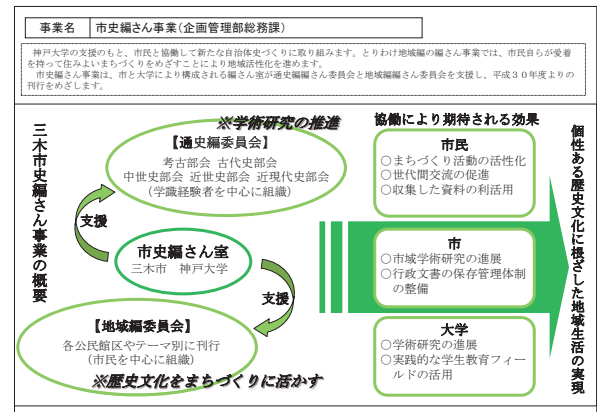 事業名 市史編さん事業(企画管理部総務課)
神戸大学の支援のもと、市民と協働して新たな自治体史づくりに取り組みます。とりわけ地域編の編さん事業では、市民自らが愛着
を持って住みよいまちづくりをめざすことにより地域活性化を進めます。
市史編さん事業は、市と大学により構成される編さん室が通史編編さん委員会と地域編編さん委員会を支援し、平成30年度よりの
刊行をめざします。
三木市史編さん事業の概要
※学術研究の推進
【通史編委員会】
考古部会 古代史部会
中世史部会 近世史部会 近現代史部会
(学識経験者を中心に組織)
支援
市史編さん室
三木市 神戸大学
支援
【地域編委員会】
各公民館区やテーマ別に刊行
(市民を中心に組織)
※歴史文化をまちづくりに活かす
協働により期待される効果
市民
○まちづくり活動の活性化
○世代間交流の促進
○収集した資料の利活用
市
○市域学術研究の進展
○行政文書の保存管理体制
の整備
大学
○学術研究の進展
○実践的な学生教育フィー
ルドの活用
個性ある歴史文化に根ざした地域生活の実現